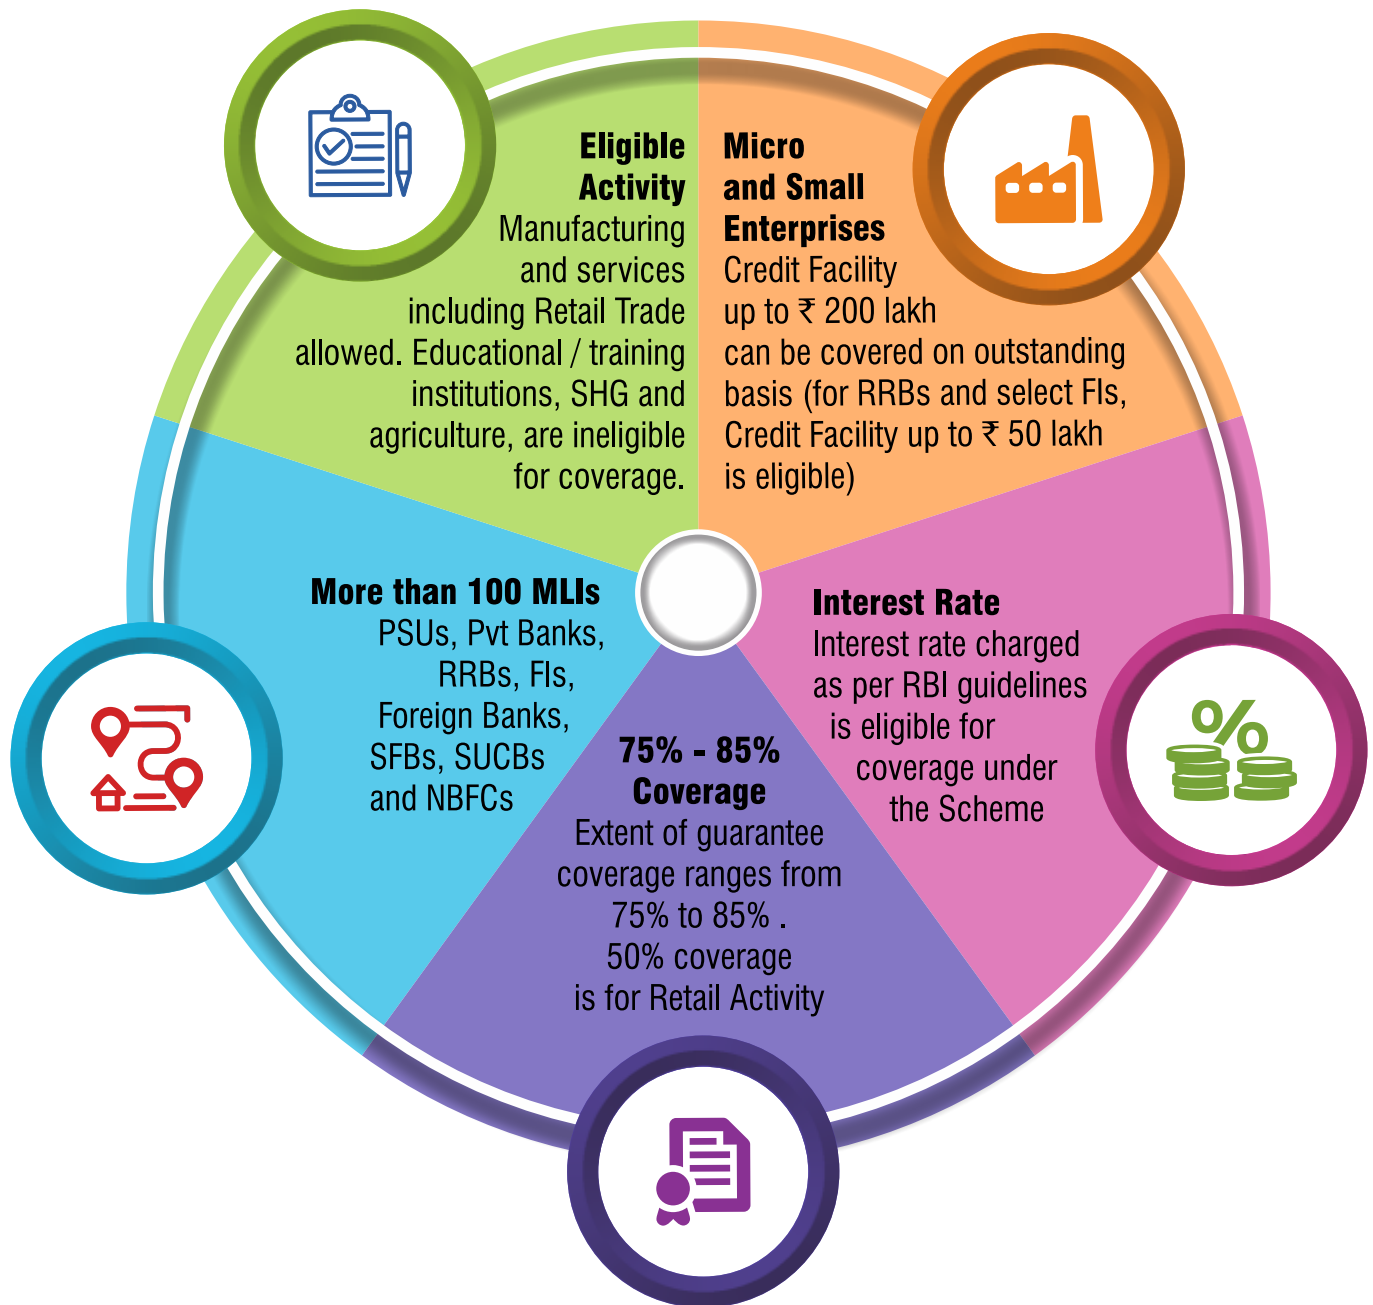 Eligible
Activity
Manufacturing
and services
including Retail Trade
allowed. Educational / training
institutions, SHG and
agriculture, are ineligible
for coverage.
Micro
and Small
Enterprises
Credit Facility
up to ₹ 200 lakh
can be covered on outstanding
basis (for RRBs and select FIs,
Credit Facility up to ₹ 50 lakh
is eligible)
More than 100 MLIs
PSUs, Pvt Banks,
RRBs, FIs,
Foreign Banks,
SFBs, SUCBs
and NBFCs
Interest Rate
Interest rate charged
as per RBI guidelines
is eligible for
coverage under
the Scheme
%
75% - 85%
Coverage
Extent of guarantee
coverage ranges from
75% to 85% .
50% coverage
is for Retail Activity